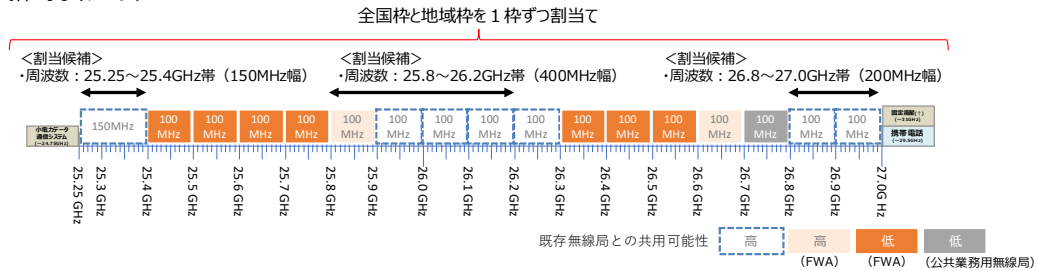 全国枠と地域枠を1枠ずつ割当て
<割当候補>
・周波数：25.25～25.4GHz帯（150MHz幅）
<割当候補>
・周波数：25.8～26.2GHz帯（400MHz幅）
<割当候補>
・周波数：26.8～27.0GHz帯（200MHz幅）
小電力データ
通信システム
(～24.75GHz)
150MHz
100
MHz
100
MHz
100
MHz
100
MHz
100
MHz
100
MHz
100
MHz
100
MHz
100
MHz
100
MHz
100
MHz
100
MHz
100
MHz
100
MHz
100
MHz
100
MHz
(～31GHz)
携帯電話
(～29.5GHz)
25.25 GHz
25.3 GHz
25.4 GHz
25.5 GHz
25.6 GHz
25.7 GHz
25.8 GHz
25.9 GHz
26.0 GHz
26.1 GHz
26.2 GHz
26.3 GHz
26.4 GHz
26.5 GHz
26.6 GHz
26.7 GHz
26.8 GHz
26.9 GHz
27.0G Hz
既存無線局との共用可能性
高
高
低
低
(FWA)
(FWA)
(公共業務用無線局)